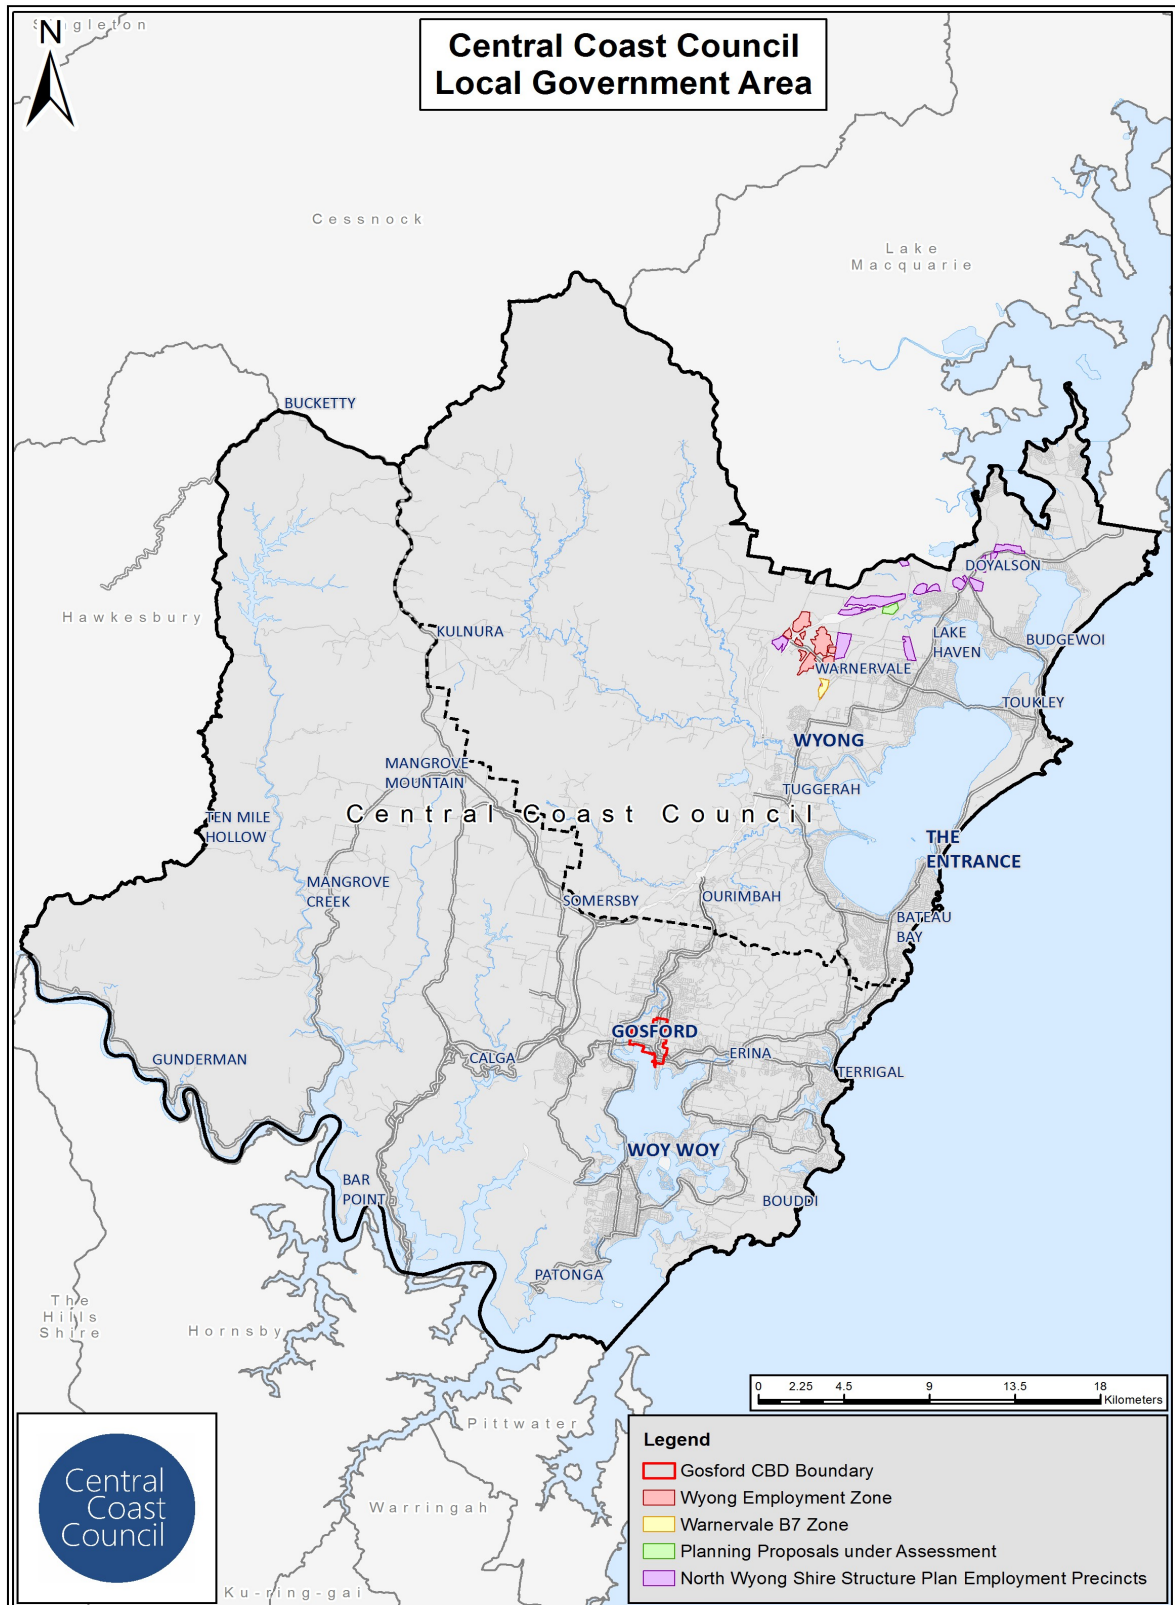 Singleton
N
Central Coast Council
Local Government Area
Cessnock
Lake
Macquarie
BUCKETTY
DOYALSON
Hawkesbury
KULNURA
LAKE
HAVEN
BUDGEWOI
WARNERVALE
TOUKLEY
WYONG
MANGROVE
MOUNTAIN
TUGGERAH
Central Coast Council
TEN MILE
HOLLOW
THE
ENTRANCE
MANGROVE
CREEK
SOMERSBY
OURIMBAH
BATEAU
BAY
GOSFORD
GUNDERMAN
CALGA
ERINA
TERRIGAL
WOY WOY
BAR
POINT
BOUDDI
PATONGA
The
Hills
Shire
Hornsby
0 2.25 4.5 9 13.5 18
Kilometers
Pittwater
Warringah
Ku-ring-gai
Central
Coast
Council
Legend
Gosford CBD Boundary
Wyong Employment Zone
Warnervale B7 Zone
Planning Proposals under Assessment
North Wyong Shire Structure Plan Employment Precincts